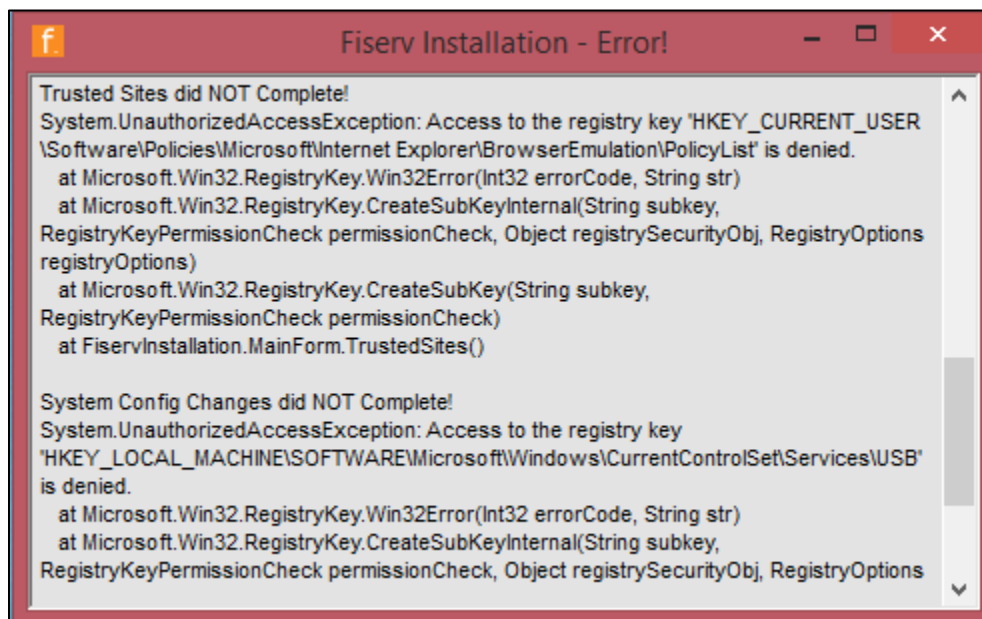 f.
Fiserv Installation - Error!
Trusted Sites did NOT Complete!
System.UnauthorizedAccessException: Access to the registry key 'HKEY_CURRENT_USER
\Software\Policies\Microsoft\Internet Explorer\BrowserEmulation\PolicyList' is denied.
at Microsoft.Win32.RegistryKey.Win32Error(Int32 errorCode, String str)
at Microsoft.Win32.RegistryKey.CreateSubKeyInternal(String subkey,
RegistryKeyPermissionCheck permissionCheck, Object registrySecurityObj, RegistryOptions
registryOptions)
at Microsoft.Win32.RegistryKey.CreateSubKey(String subkey,
RegistryKeyPermissionCheck permissionCheck)
at FiservInstallation.MainForm.TrustedSites()
System Config Changes did NOT Complete!
System.UnauthorizedAccessException: Access to the registry key
'HKEY_LOCAL_MACHINE\SOFTWARE\Microsoft\Windows\CurrentControlSet\Services\USB'
is denied.
at Microsoft.Win32.RegistryKey.Win32Error(Int32 errorCode, String str)
at Microsoft.Win32.RegistryKey.CreateSubKeyInternal(String subkey,
RegistryKeyPermissionCheck permissionCheck, Object registrySecurityObj, RegistryOptions